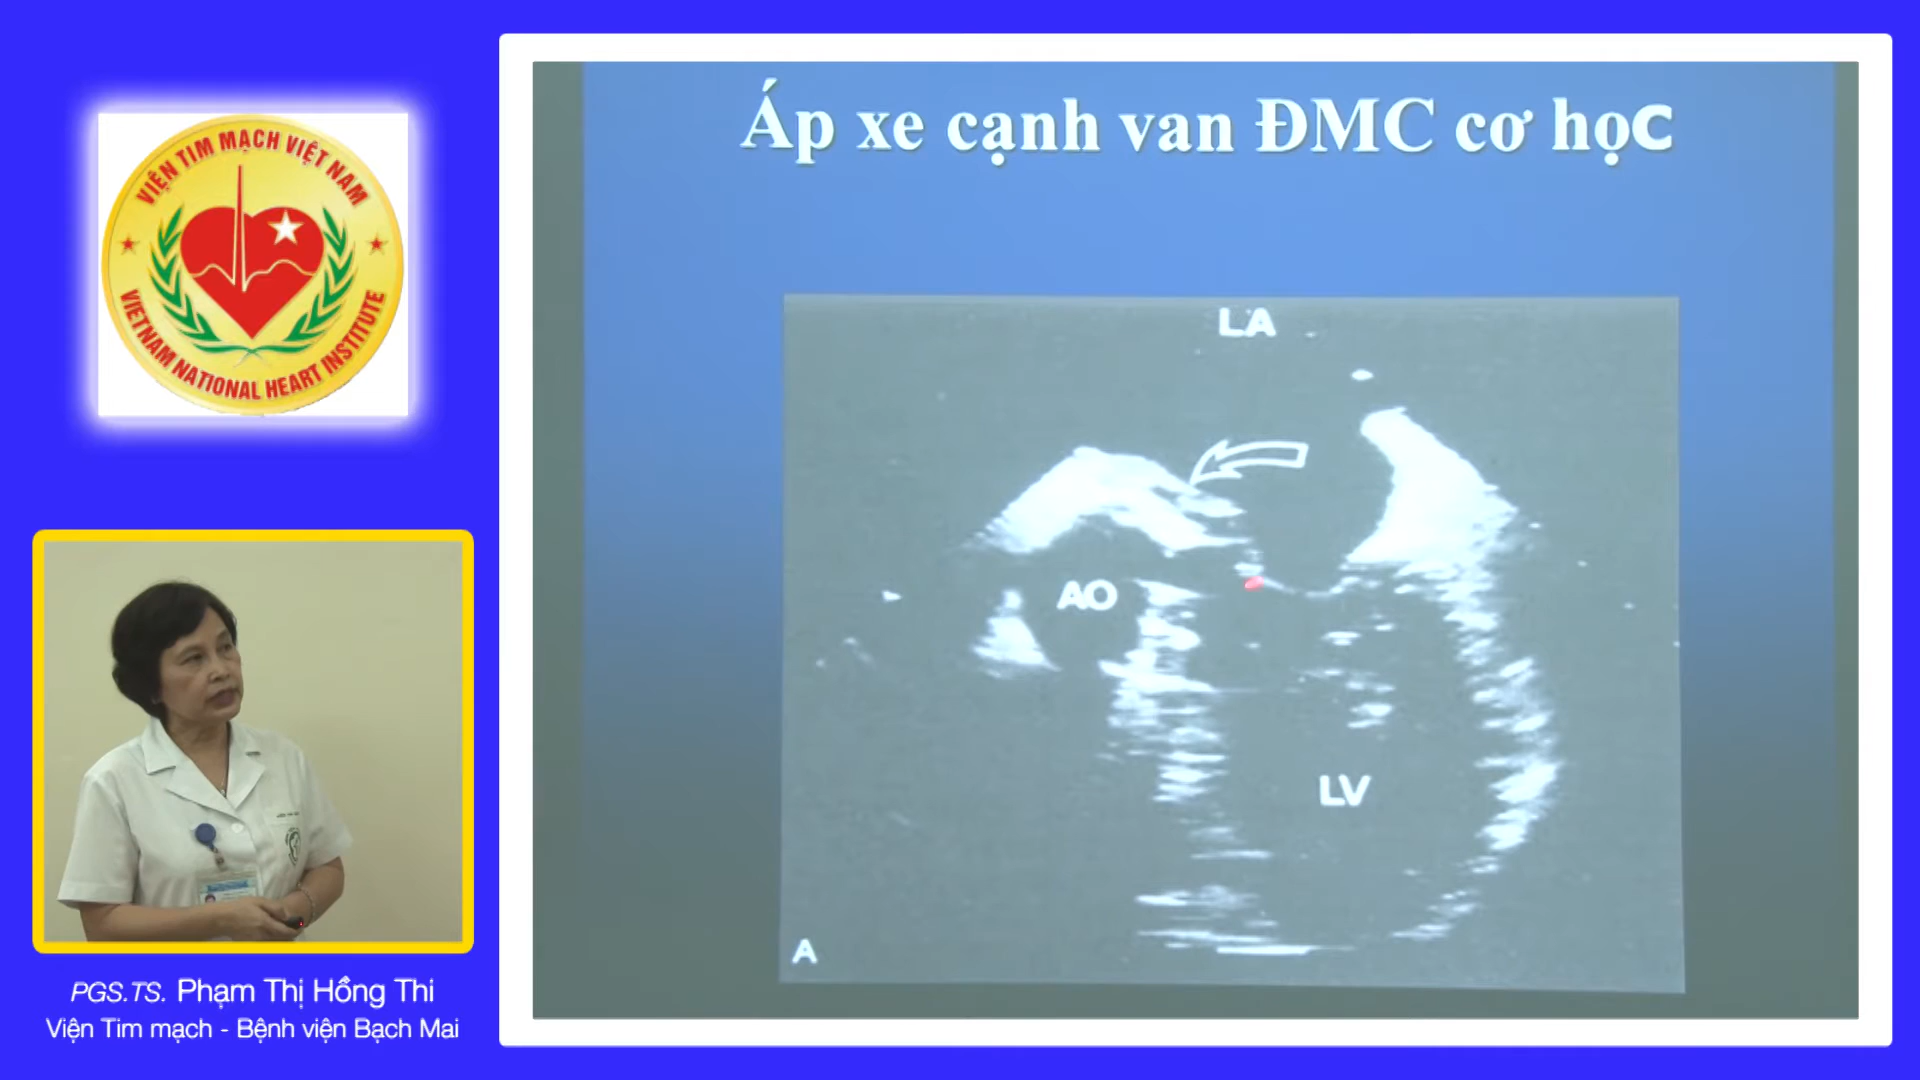 VIỆN TIM MẠCH VIỆT NAM
VIETNAM NATIONAL HEART INSTITUTE
PGS.TS. Phạm Thị Hồng Thi
Viện Tim mạch - Bệnh viện Bạch Mai
Áp xe cạnh van ĐMC cơ học
LA
AO
LV
A